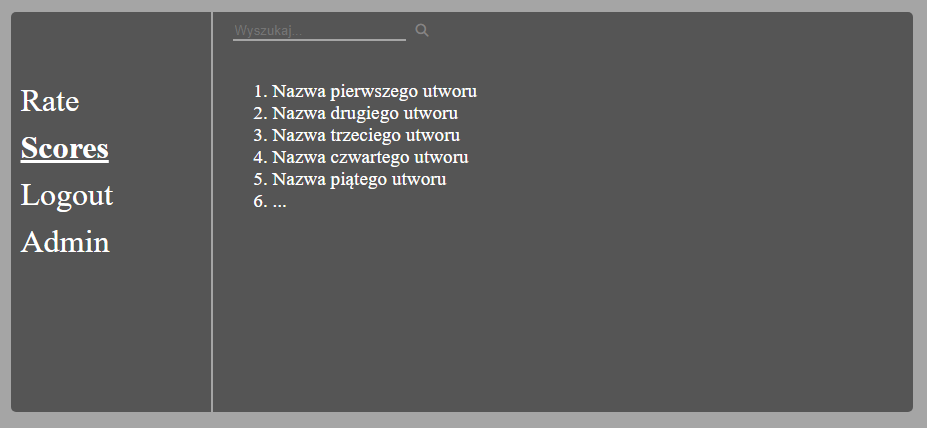 Wyszukaj...
Rate
Scores
Logout
Admin
1. Nazwa pierwszego utworu
2. Nazwa drugiego utworu
3. Nazwa trzeciego utworu
4. Nazwa czwartego utworu
5. Nazwa piątego utworu
6. ...